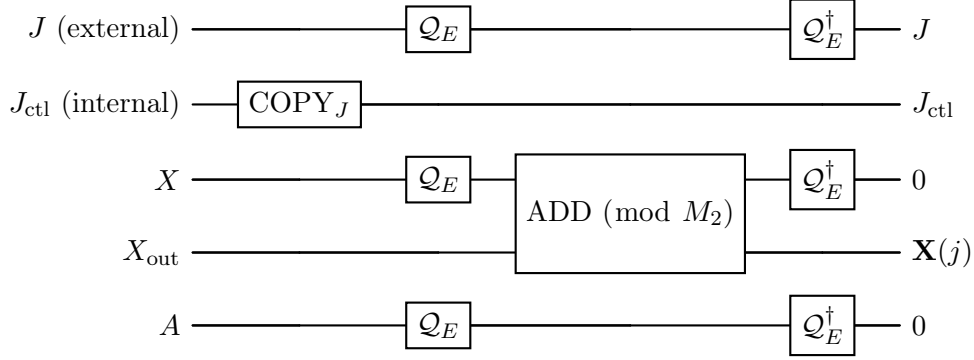 J (external) 𝒬_E 𝒬_E^† J
J_ctl (internal) COPY_J J_ctl
X 𝒬_E ADD (mod M_2) 𝒬_E^† 0
X_out 𝐗(j)
A 𝒬_E 𝒬_E^† 0